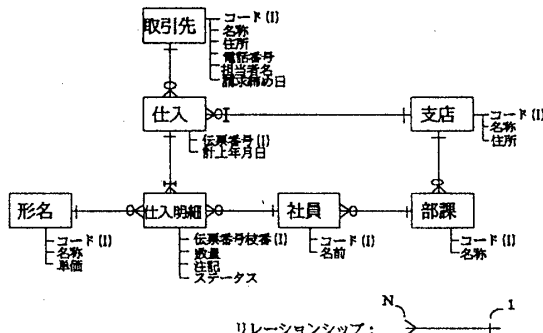 取引先
コード(I)
名称
住所
電話番号
担当者名
請求締め日
仕入
伝票番号(I)
計上年月日
支店
コード(I)
名称
住所
形名
コード(I)
名称
単価
仕入明細
伝票番号枝番(I)
数量
注記
ステータス
社員
コード(I)
名前
部課
コード(I)
名称
N
1
リレーションシップ：